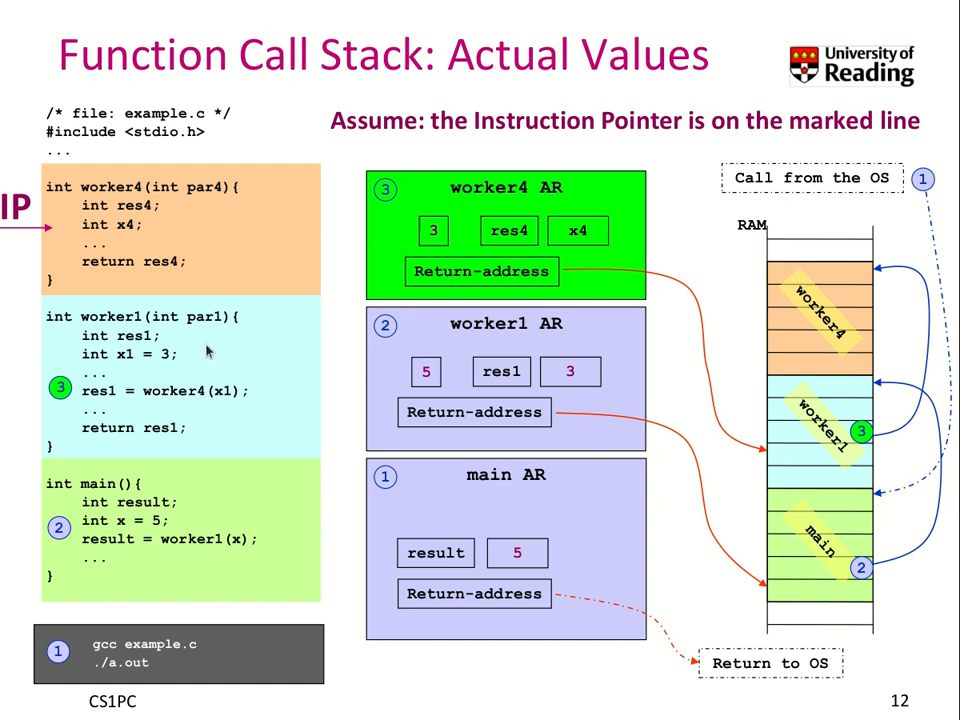 Function Call Stack: Actual Values
University of
Reading
/* file: example.c */
#include <stdio.h>
...
Assume: the Instruction Pointer is on the marked line
IP
int worker4(int par4){
int res4;
int x4;
...
return res4;
}
int worker1(int par1){
int res1;
int x1 = 3;
...
3 res1 = worker4(x1);
...
return res1;
}
int main(){
int result;
int x = 5;
2 result = worker1(x);
...
}
1 gcc example.c
./a.out
3 worker4 AR
3 res4 x4
Return-address
2 worker1 AR
5 res1 3
Return-address
1 main AR
result 5
Return-address
Call from the OS 1
RAM
worker4
worker1
3
main
2
Return to OS
CS1PC
12